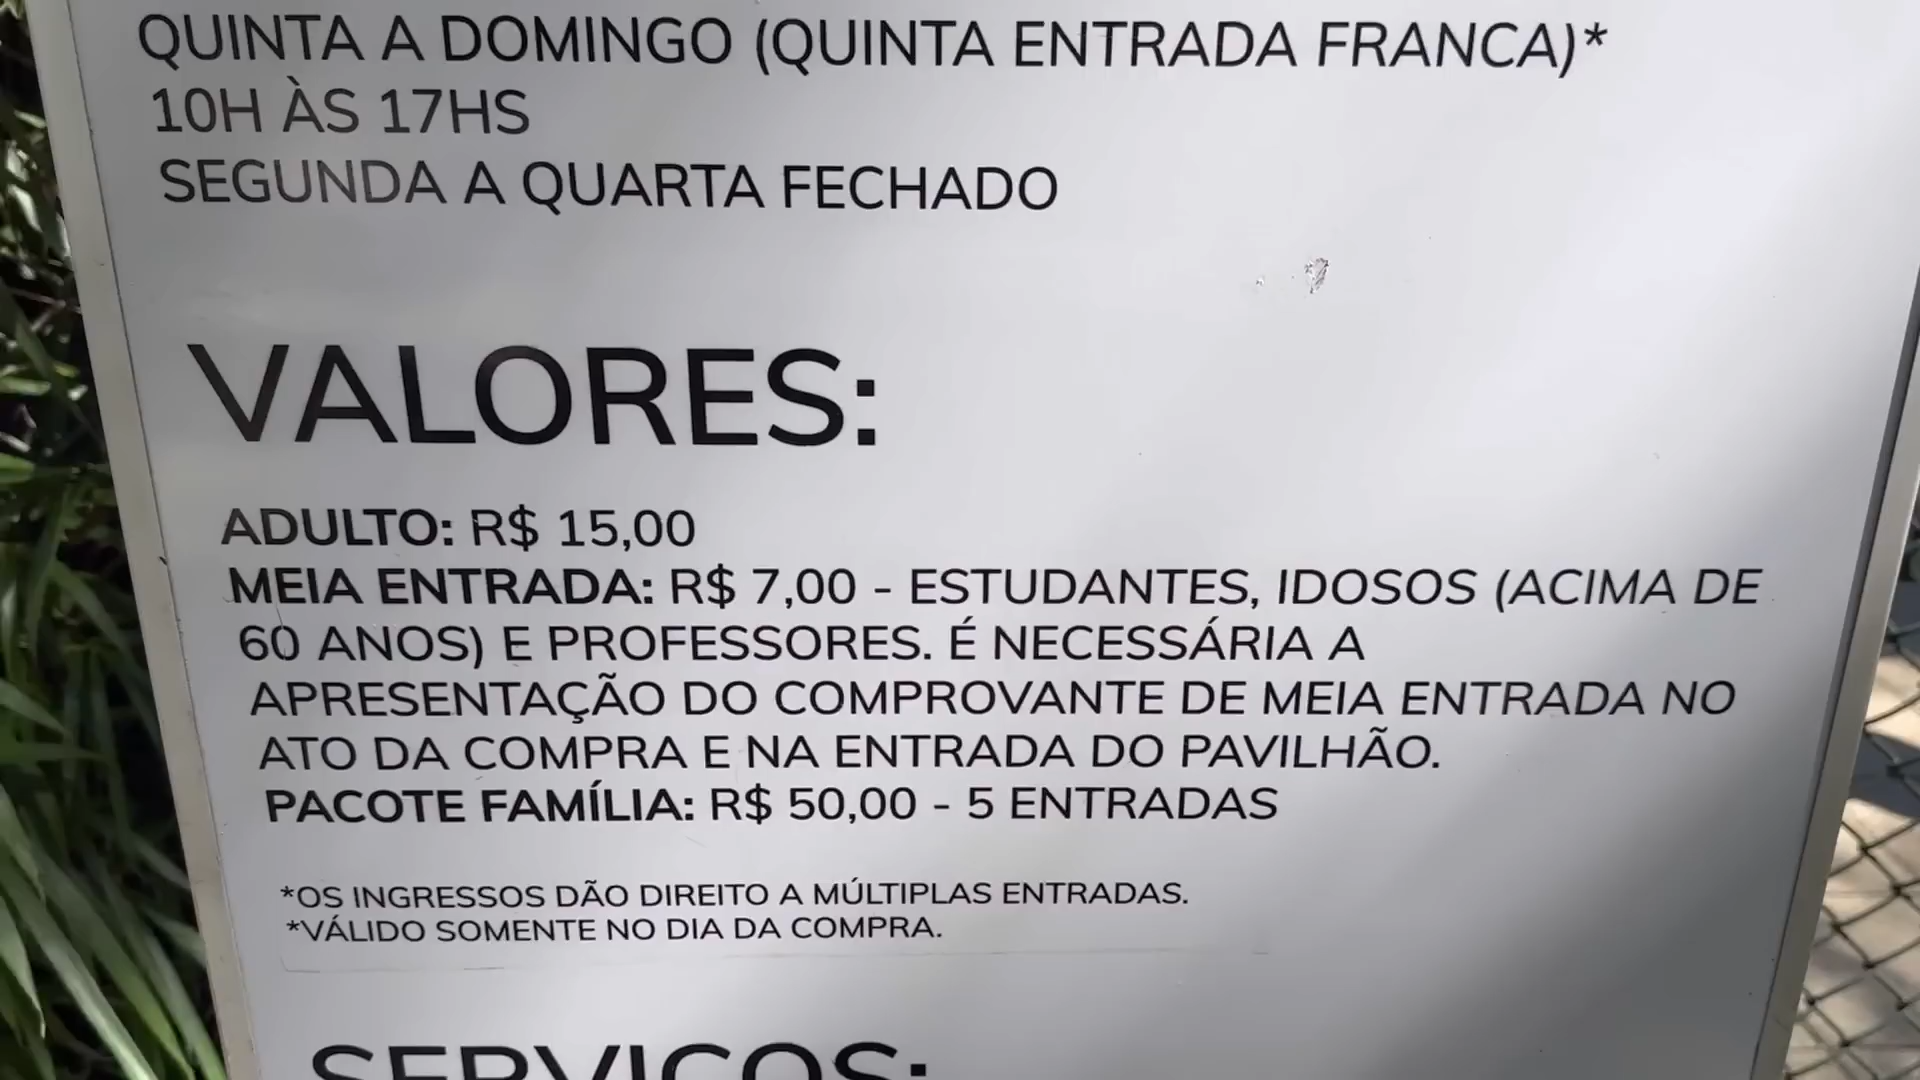 QUINTA A DOMINGO (QUINTA ENTRADA FRANCA)*
10H ÀS 17HS
SEGUNDA A QUARTA FECHADO
VALORES:
ADULTO: R$ 15,00
MEIA ENTRADA: R$ 7,00 - ESTUDANTES, IDOSOS (ACIMA DE
60 ANOS) E PROFESSORES. É NECESSÁRIA A
APRESENTAÇÃO DO COMPROVANTE DE MEIA ENTRADA NO
ATO DA COMPRA E NA ENTRADA DO PAVILHÃO.
PACOTE FAMÍLIA: R$ 50,00 - 5 ENTRADAS
*OS INGRESSOS DÃO DIREITO A MÚLTIPLAS ENTRADAS.
*VÁLIDO SOMENTE NO DIA DA COMPRA.
SERVIÇOS: